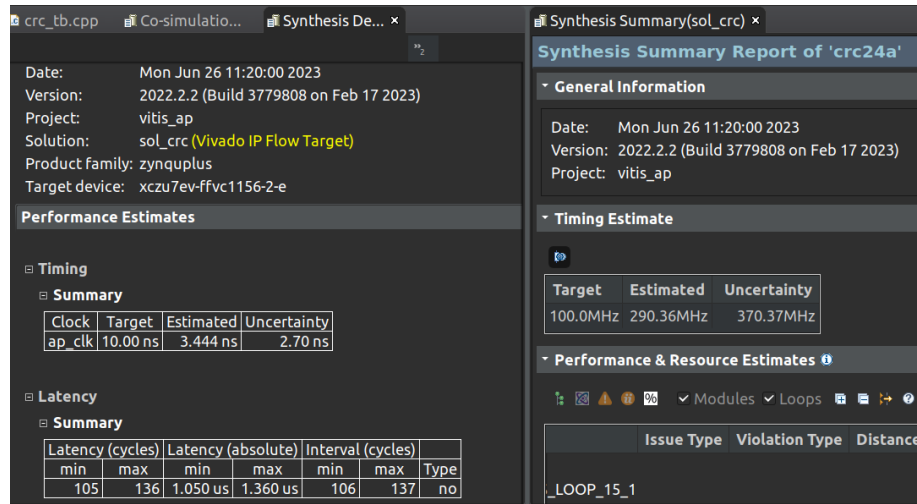 crc_tb.cpp
Co-simulatio...
Synthesis De...
»2
Date: Mon Jun 26 11:20:00 2023
Version: 2022.2.2 (Build 3779808 on Feb 17 2023)
Project: vitis_ap
Solution: sol_crc (Vivado IP Flow Target)
Product family: zynquplus
Target device: xczu7ev-ffvc1156-2-e
Performance Estimates
Timing
Summary
Clock Target Estimated Uncertainty
ap_clk 10.00 ns 3.444 ns 2.70 ns
Latency
Summary
Latency (cycles) Latency (absolute) Interval (cycles)
min max min max min max Type
105 136 1.050 us 1.360 us 106 137 no
Synthesis Summary(sol_crc)
Synthesis Summary Report of 'crc24a'
General Information
Date: Mon Jun 26 11:20:00 2023
Version: 2022.2.2 (Build 3779808 on Feb 17 2023)
Project: vitis_ap
Timing Estimate
Target Estimated Uncertainty
100.0MHz 290.36MHz 370.37MHz
Performance & Resource Estimates
% Modules Loops
Issue Type Violation Type Distance
_LOOP_15_1